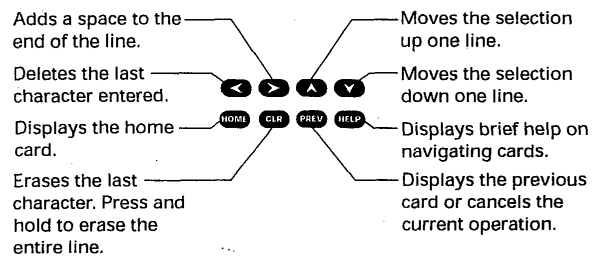 Adds a space to the
end of the line.
Deletes the last
character entered.
Displays the home
card.
Erases the last
character. Press and
hold to erase the
entire line.
HOME CLR PREV HELP
Moves the selection
up one line.
Moves the selection
down one line.
Displays brief help on
navigating cards.
Displays the previous
card or cancels the
current operation.